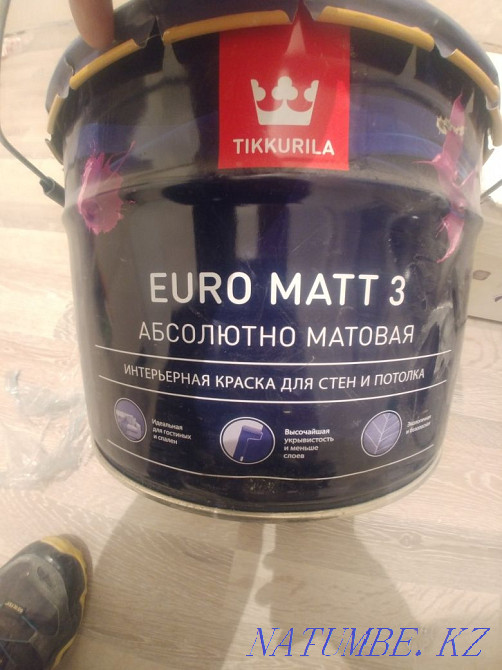 TIKKURILA
EURO MATT 3
АБСОЛЮТНО МАТОВАЯ
ИНТЕРЬЕРНАЯ КРАСКА ДЛЯ СТЕН И ПОТОЛКА
Идеальная
для гостиных
и спален
Высочайшая
укрывистость
и меньше
слоев
NATUMBE.KZ